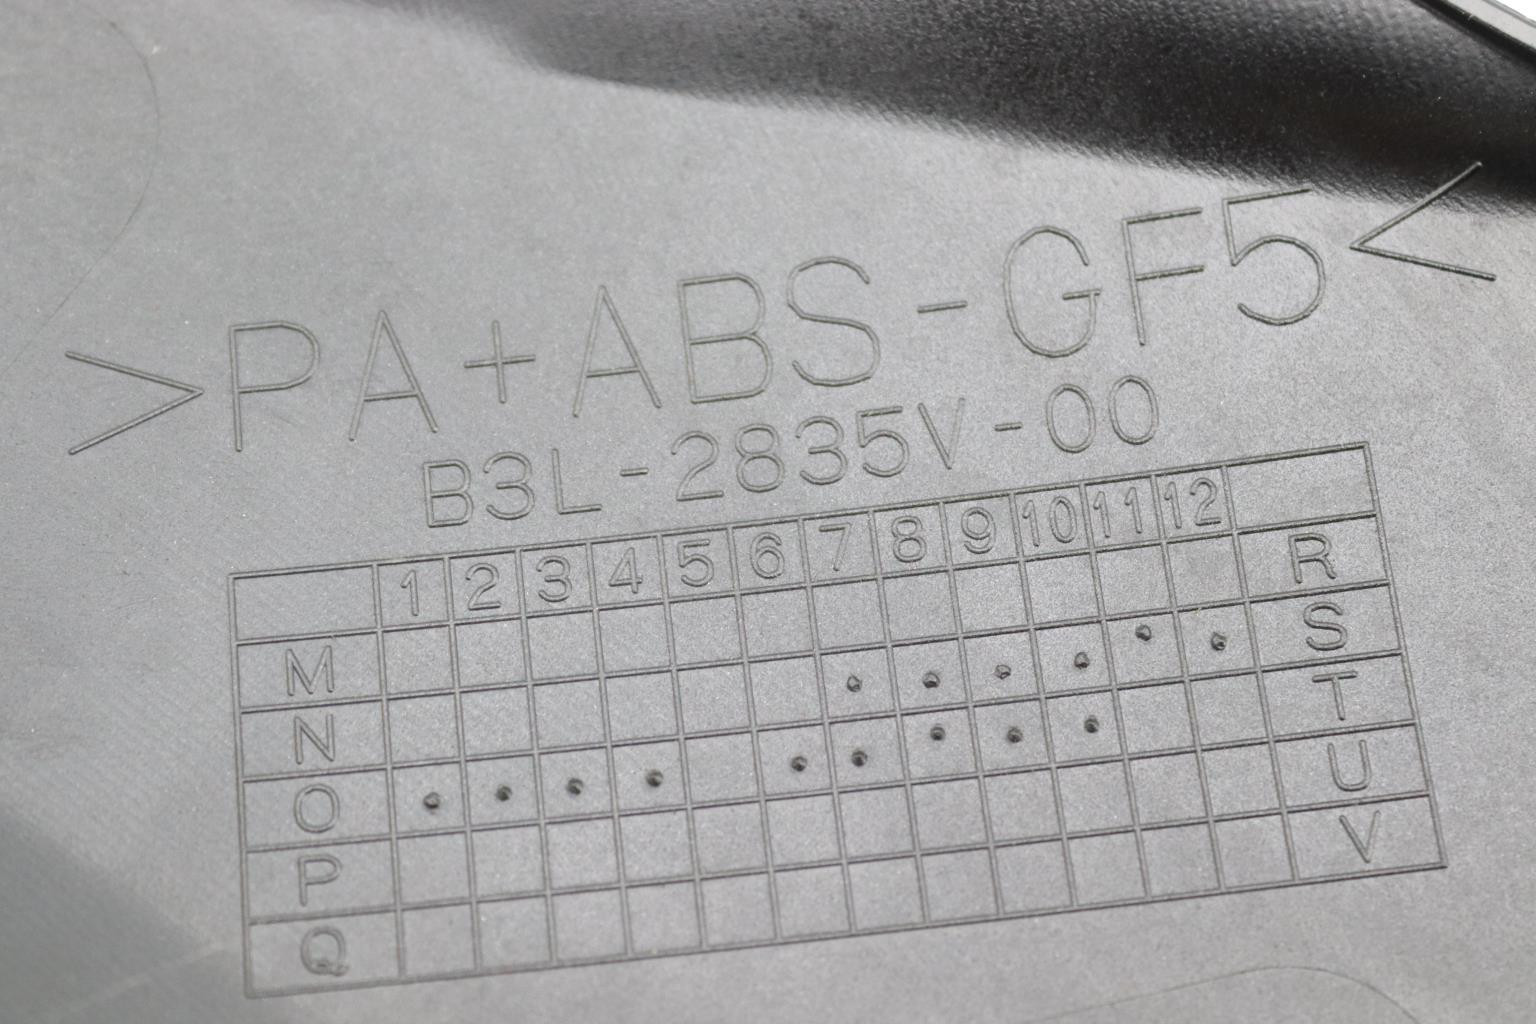 >PA+ABS-GF5<
B3L-2835V-00
1 2 3 4 5 6 7 8 9 10 11 12
M R
N S
O T
P U
Q V